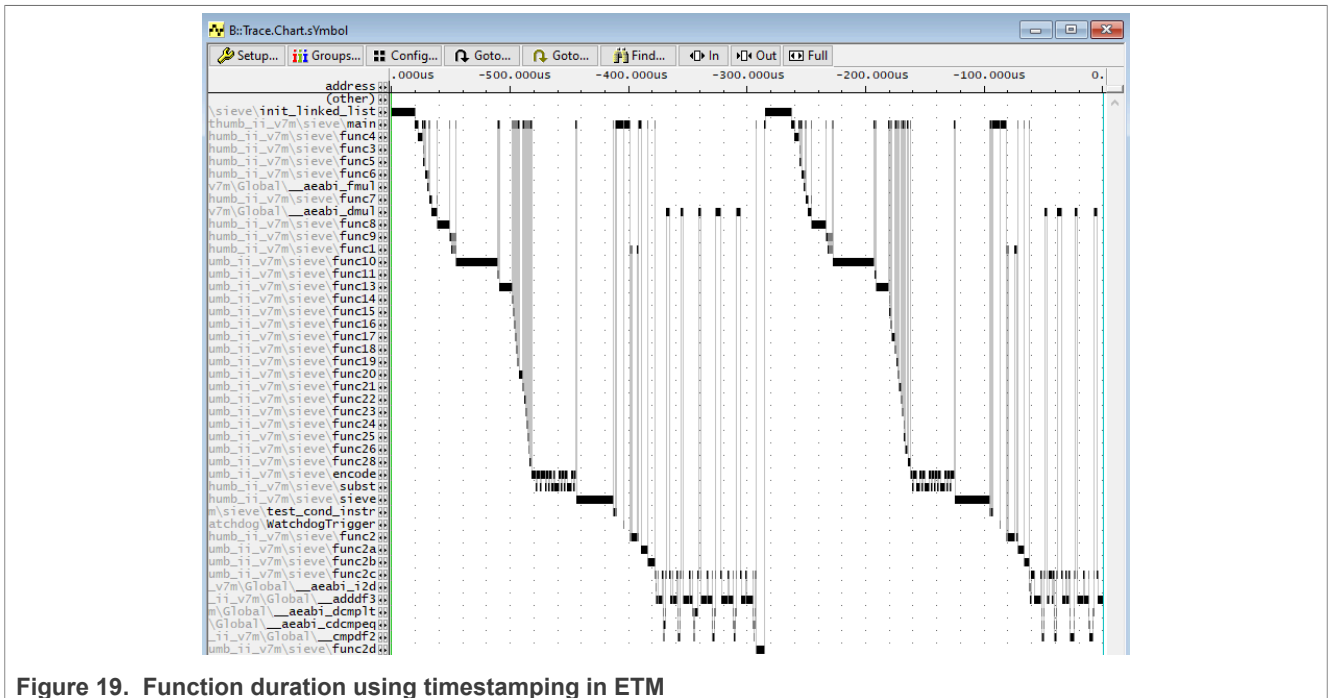 B::Trace.Chart.sYmbol
Setup... Groups... Config... Goto... Goto... Find... In Out Full
.000us -500.000us -400.000us -300.000us -200.000us -100.000us 0.
address
(other)
\sieve\init_linked_list
thumb_ii_v7m\sieve\main
humb_ii_v7m\sieve\func4
humb_ii_v7m\sieve\func3
humb_ii_v7m\sieve\func5
humb_ii_v7m\sieve\func6
v7m\Global\__aeabi_fmul
humb_ii_v7m\sieve\func7
v7m\Global\__aeabi_dmul
humb_ii_v7m\sieve\func8
humb_ii_v7m\sieve\func9
humb_ii_v7m\sieve\func1
umb_ii_v7m\sieve\func10
umb_ii_v7m\sieve\func11
umb_ii_v7m\sieve\func13
umb_ii_v7m\sieve\func14
umb_ii_v7m\sieve\func15
umb_ii_v7m\sieve\func16
umb_ii_v7m\sieve\func17
umb_ii_v7m\sieve\func18
umb_ii_v7m\sieve\func19
umb_ii_v7m\sieve\func20
umb_ii_v7m\sieve\func21
umb_ii_v7m\sieve\func22
umb_ii_v7m\sieve\func23
umb_ii_v7m\sieve\func24
umb_ii_v7m\sieve\func25
umb_ii_v7m\sieve\func26
umb_ii_v7m\sieve\func28
umb_ii_v7m\sieve\encode
humb_ii_v7m\sieve\subst
humb_ii_v7m\sieve\sieve
m\sieve\test_cond_instr
atchdog\WatchdogTrigger
humb_ii_v7m\sieve\func2
umb_ii_v7m\sieve\func2a
umb_ii_v7m\sieve\func2b
umb_ii_v7m\sieve\func2c
_v7m\Global\__aeabi_i2d
_ii_v7m\Global\__adddf3
m\Global\__aeabi_dcmplt
\Global\__aeabi_cdcmpeq
_ii_v7m\Global\__cmpdf2
umb_ii_v7m\sieve\func2d
Figure 19. Function duration using timestamping in ETM